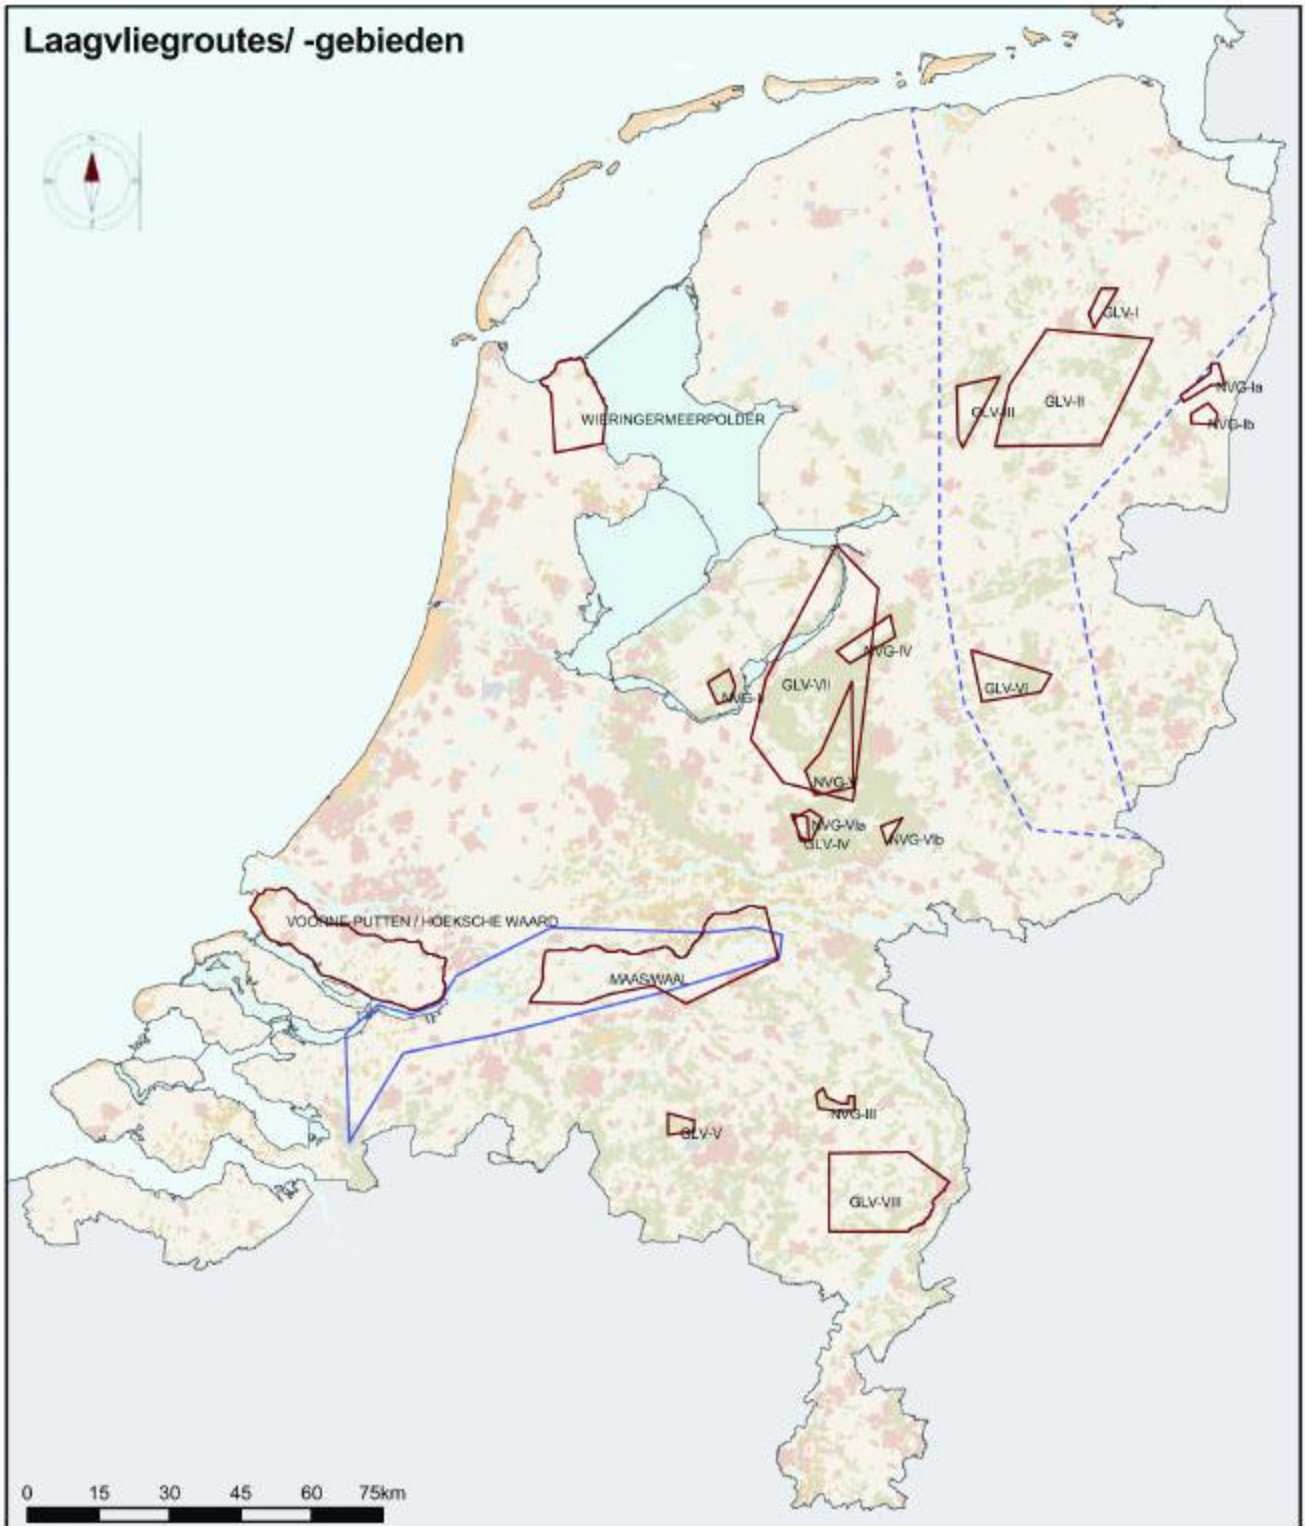 Laagvliegroutes/ -gebieden
GLV-I
NVG-Ia
GLV-II
GLV-III
NVG-Ib
WIERINGERMEERPOLDER
NVG-IV
GLV-VII
GLV-VI
NVG-V
NVG-VIa
GLV-IV
NVG-VIb
VOORNE-PUTTEN / HOEKSCHE WAARD
MAAS/WAAL
NVG-III
GLV-V
GLV-VIII
0 15 30 45 60 75km